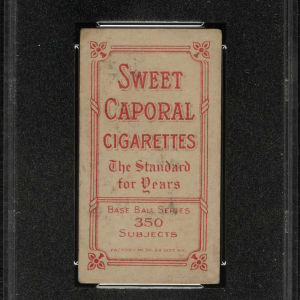 SWEET
CAPORAL
CIGARETTES
The Standard
for Years
BASE BALL SERIES
350
SUBJECTS